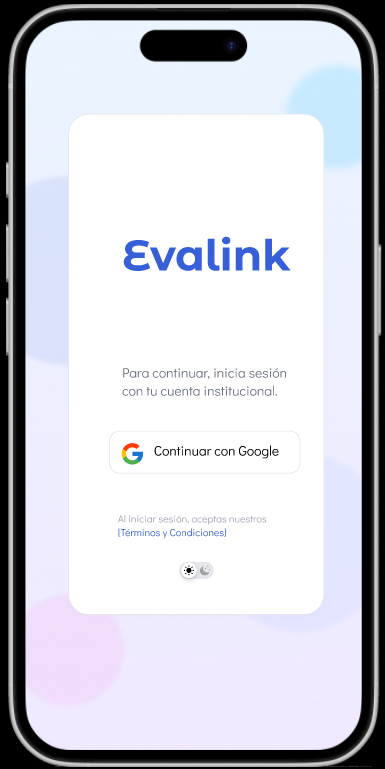 Evalink
Para continuar, inicia sesión
con tu cuenta institucional.
Continuar con Google
Al iniciar sesión, aceptas nuestros
[Términos y Condiciones]